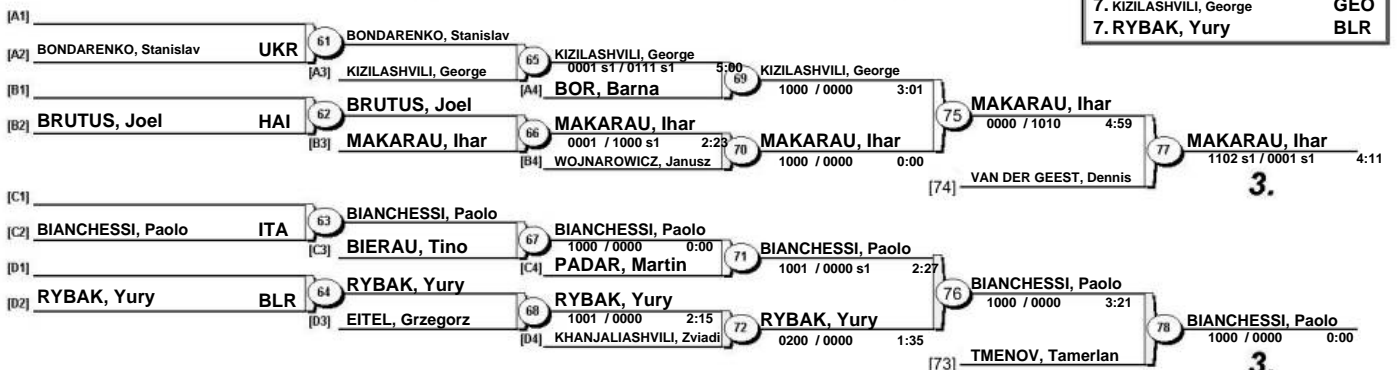 7. KIZILASHVILI, George GEO
7. RYBAK, Yury BLR
[A1]
[A2] BONDARENKO, Stanislav UKR
61
BONDARENKO, Stanislav
[A3] KIZILASHVILI, George
65
KIZILASHVILI, George
0001 s1 / 0111 s1 5:00
[A4] BOR, Barna
69
KIZILASHVILI, George
1000 / 0000 3:01
[B1]
[B2] BRUTUS, Joel HAI
62
BRUTUS, Joel
[B3] MAKARAU, Ihar
66
MAKARAU, Ihar
0001 / 1000 s1 2:23
[B4] WOJNAROWICZ, Janusz
70
MAKARAU, Ihar
1000 / 0000 0:00
75
MAKARAU, Ihar
0000 / 1010 4:59
[74] VAN DER GEEST, Dennis
77
MAKARAU, Ihar
1102 s1 / 0001 s1 4:11
3.
[C1]
[C2] BIANCHESSI, Paolo ITA
63
BIANCHESSI, Paolo
[C3] BIERAU, Tino
67
BIANCHESSI, Paolo
1000 / 0000 0:00
[C4] PADAR, Martin
71
BIANCHESSI, Paolo
1001 / 0000 s1 2:27
[D1]
[D2] RYBAK, Yury BLR
64
RYBAK, Yury
[D3] EITEL, Grzegorz
68
RYBAK, Yury
1001 / 0000 2:15
[D4] KHANJALIASHVILI, Zviadi
72
RYBAK, Yury
0200 / 0000 1:35
76
BIANCHESSI, Paolo
1000 / 0000 3:21
[73] TMENOV, Tamerlan
78
BIANCHESSI, Paolo
1000 / 0000 0:00
3.